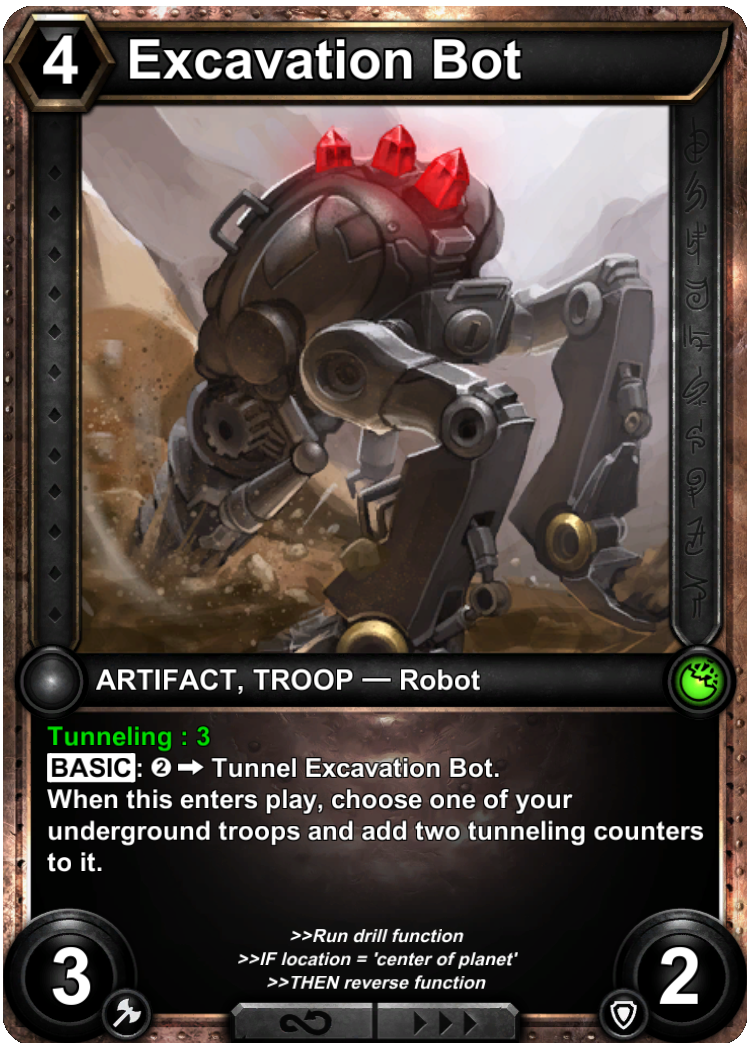 4
Excavation Bot
ARTIFACT, TROOP — Robot
Tunneling : 3
BASIC: ② ➞ Tunnel Excavation Bot.
When this enters play, choose one of your
underground troops and add two tunneling counters
to it.
>>Run drill function
>>IF location = 'center of planet'
>>THEN reverse function
3
2